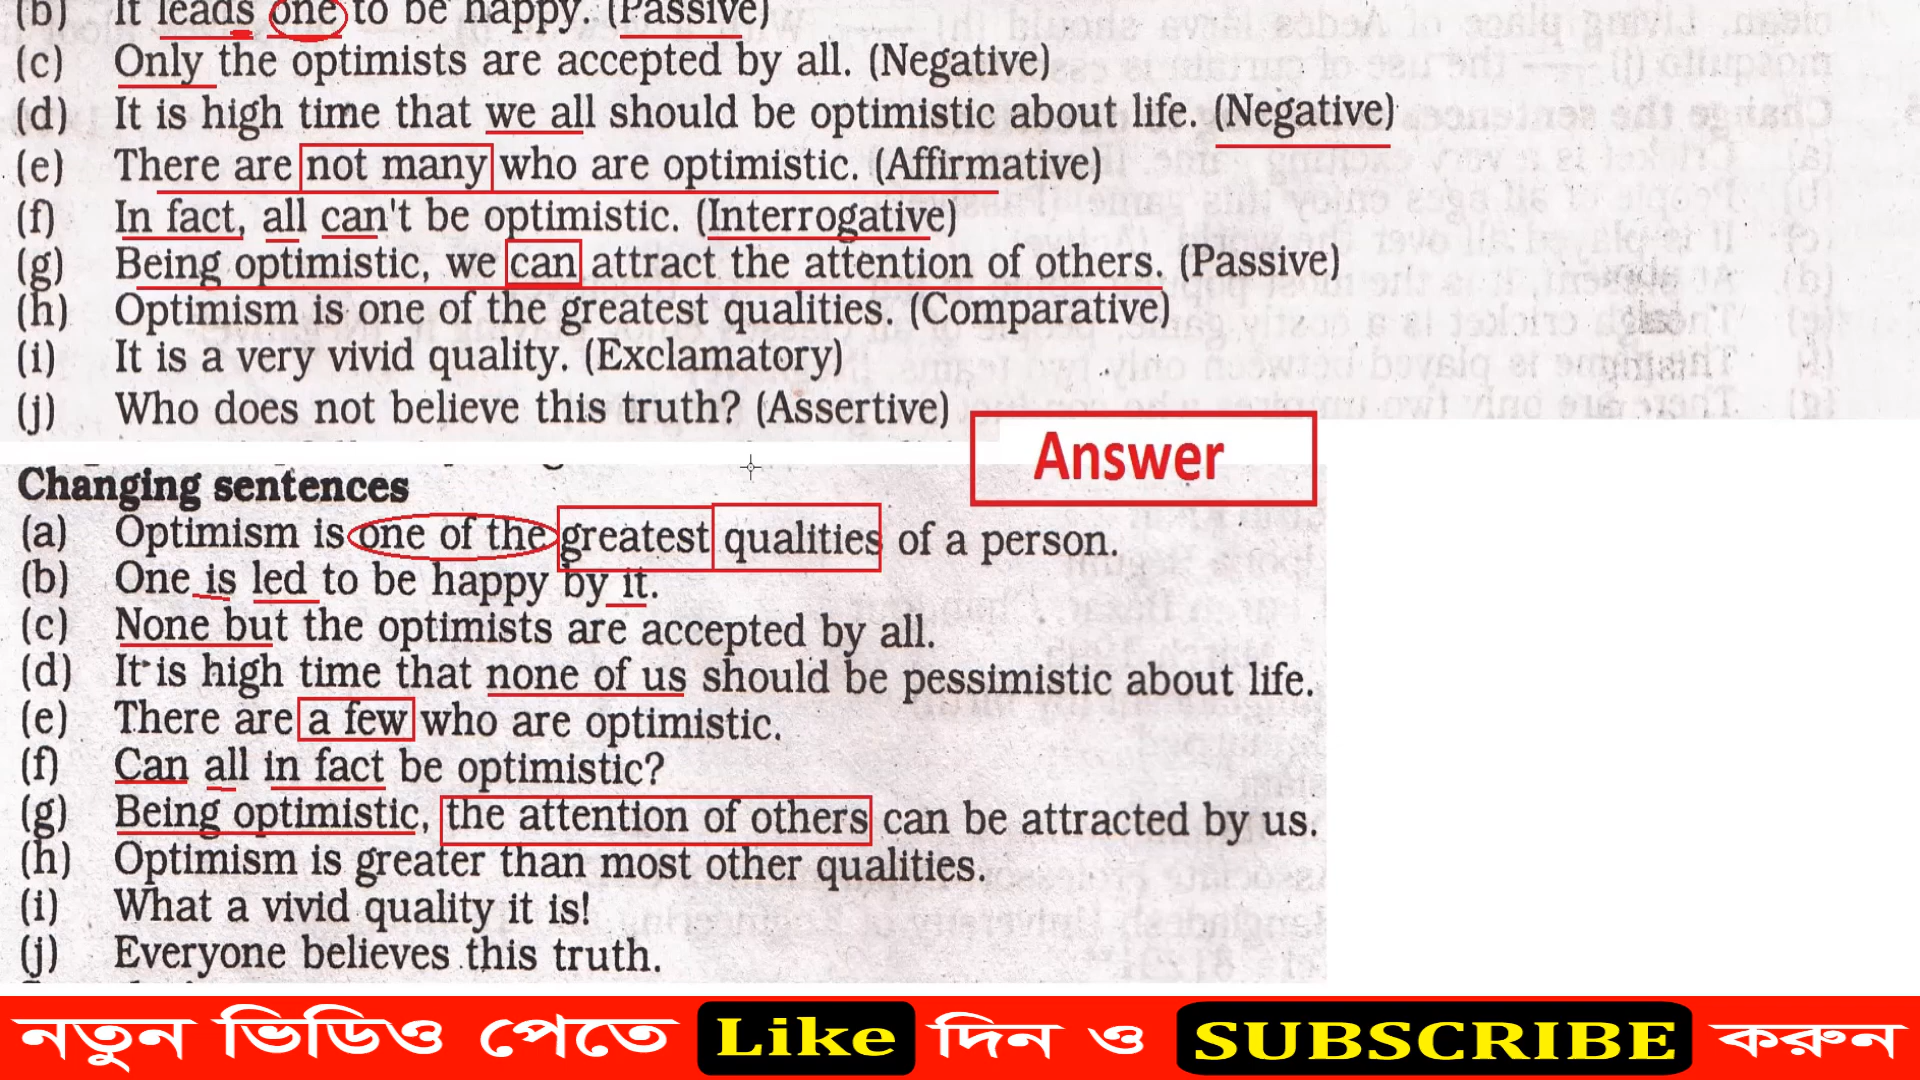 (b) It leads one to be happy. (Passive)
(c) Only the optimists are accepted by all. (Negative)
(d) It is high time that we all should be optimistic about life. (Negative)
(e) There are not many who are optimistic. (Affirmative)
(f) In fact, all can't be optimistic. (Interrogative)
(g) Being optimistic, we can attract the attention of others. (Passive)
(h) Optimism is one of the greatest qualities. (Comparative)
(i) It is a very vivid quality. (Exclamatory)
(j) Who does not believe this truth? (Assertive)
Answer
Changing sentences
(a) Optimism is one of the greatest qualities of a person.
(b) One is led to be happy by it.
(c) None but the optimists are accepted by all.
(d) It is high time that none of us should be pessimistic about life.
(e) There are a few who are optimistic.
(f) Can all in fact be optimistic?
(g) Being optimistic, the attention of others can be attracted by us.
(h) Optimism is greater than most other qualities.
(i) What a vivid quality it is!
(j) Everyone believes this truth.
নতুন ভিডিও পেতে Like দিন ও SUBSCRIBE করুন